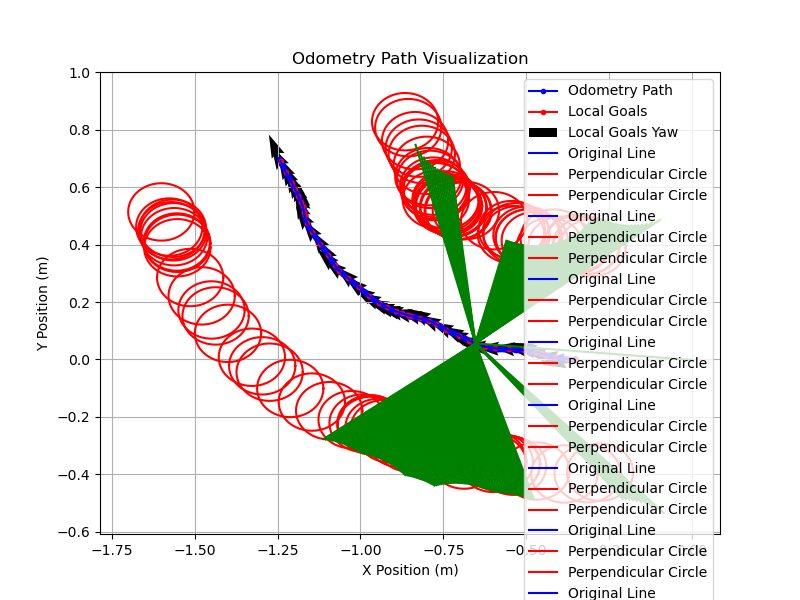 Odometry Path Visualization
1.0
0.8
0.6
0.4
0.2
0.0
−0.2
−0.4
−0.6
Y Position (m)
−1.75
−1.50
−1.25
−1.00
−0.75
−0.50
X Position (m)
Odometry Path
Local Goals
Local Goals Yaw
Original Line
Perpendicular Circle
Perpendicular Circle
Original Line
Perpendicular Circle
Perpendicular Circle
Original Line
Perpendicular Circle
Perpendicular Circle
Original Line
Perpendicular Circle
Perpendicular Circle
Original Line
Perpendicular Circle
Perpendicular Circle
Original Line
Perpendicular Circle
Perpendicular Circle
Original Line
Perpendicular Circle
Perpendicular Circle
Original Line